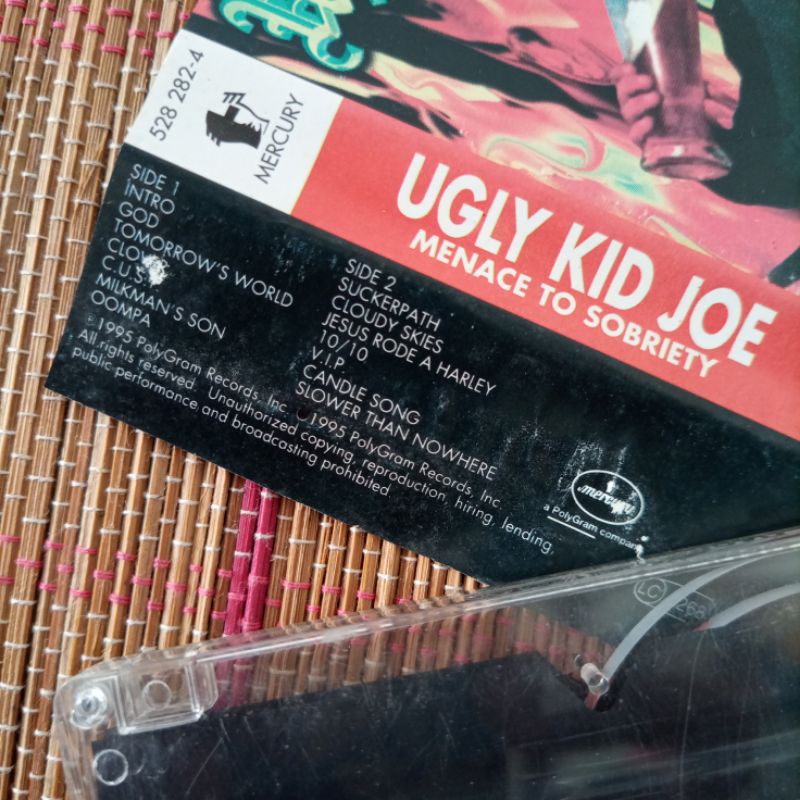 528 282-4
MERCURY
UGLY KID JOE
MENACE TO SOBRIETY
SIDE 1
INTRO
GOD
TOMORROW'S WORLD
C.U.S
MILKMAN'S SON
OOMPA
SIDE 2
SUCKERPATH
CLOUDY SKIES
JESUS RODE A HARLEY
10/10
V.I.P
CANDLE SONG
SLOWER THAN NOWHERE
℗1995 PolyGram Records, Inc. ©1995 PolyGram Records, Inc.
All rights reserved. Unauthorized copying, reproduction, hiring, lending,
public performance and broadcasting prohibited.
mercury
a PolyGram company
LC 268